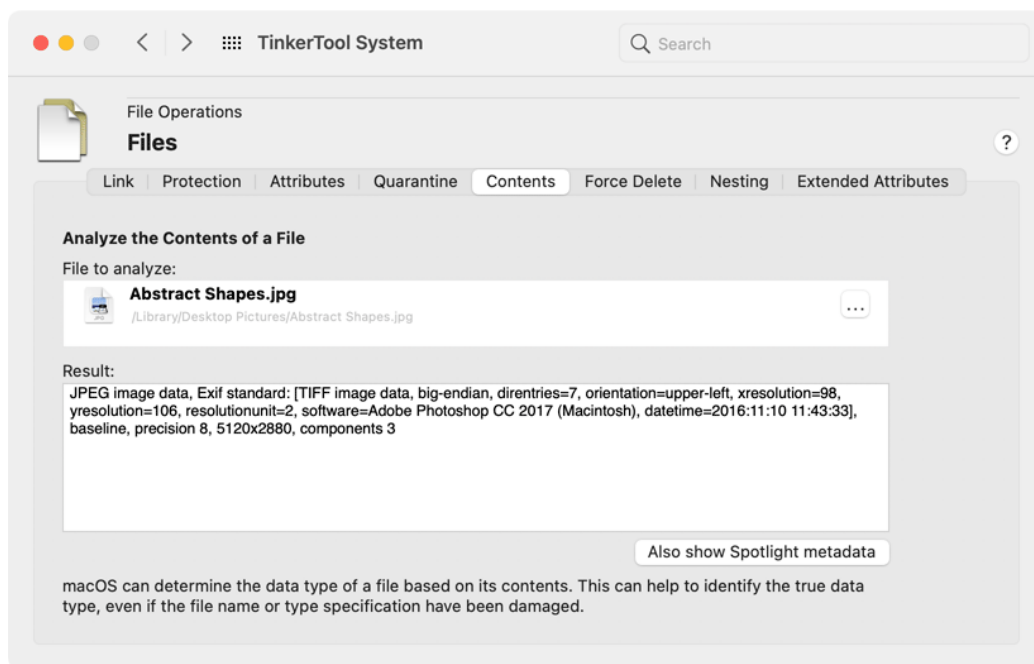 TinkerTool System
Search
File Operations
Files
?
Link Protection Attributes Quarantine Contents Force Delete Nesting Extended Attributes
Analyze the Contents of a File
File to analyze:
Abstract Shapes.jpg
/Library/Desktop Pictures/Abstract Shapes.jpg
...
Result:
JPEG image data, Exif standard: [TIFF image data, big-endian, direntries=7, orientation=upper-left, xresolution=98,
yresolution=106, resolutionunit=2, software=Adobe Photoshop CC 2017 (Macintosh), datetime=2016:11:10 11:43:33],
baseline, precision 8, 5120x2880, components 3
Also show Spotlight metadata
macOS can determine the data type of a file based on its contents. This can help to identify the true data
type, even if the file name or type specification have been damaged.